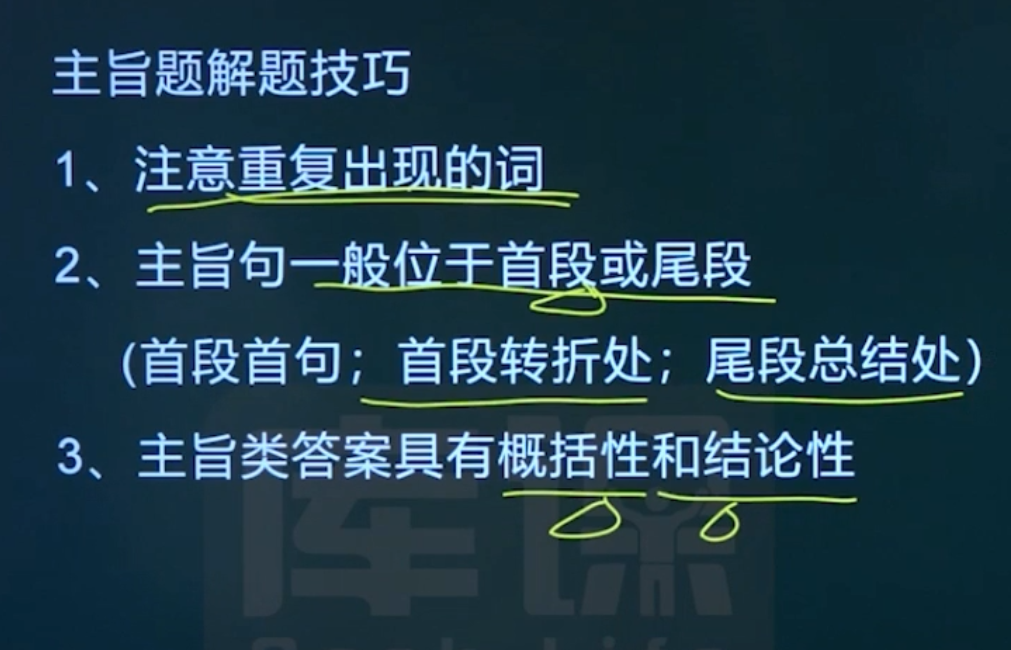 主旨题解题技巧
1、注意重复出现的词
2、主旨句一般位于首段或尾段
(首段首句；首段转折处；尾段总结处)
3、主旨类答案具有概括性和结论性
库课